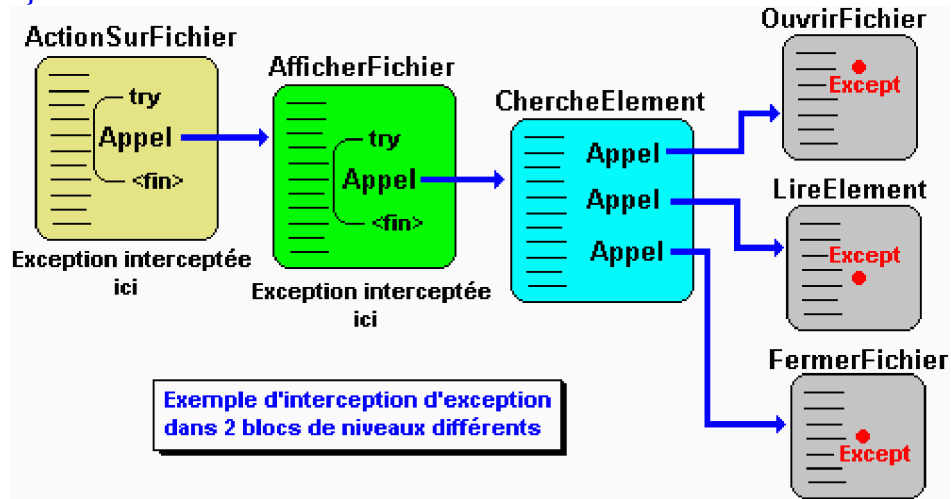 ActionSurFichier
try
Appel
<fin>
Exception interceptée
ici
AfficherFichier
try
Appel
<fin>
Exception interceptée
ici
ChercheElement
Appel
Appel
Appel
OuvrirFichier
Except
LireElement
Except
FermerFichier
Except
Exemple d'interception d'exception
dans 2 blocs de niveaux différents